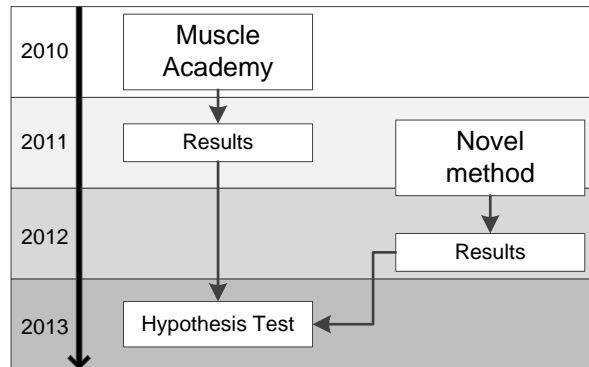 2010
Muscle
Academy
2011
Results
Novel
method
2012
Results
2013
Hypothesis Test